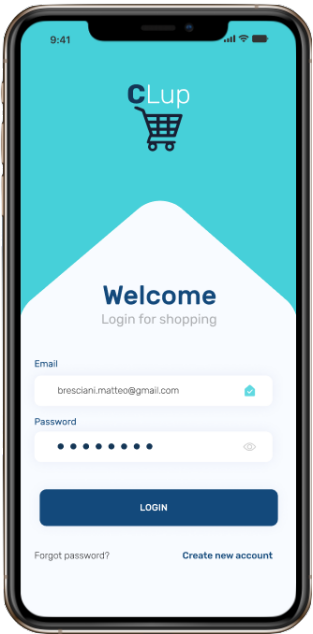 9:41
CLup
Welcome
Login for shopping
Email
bresciani.matteo@gmail.com
Password
LOGIN
Forgot password? Create new account